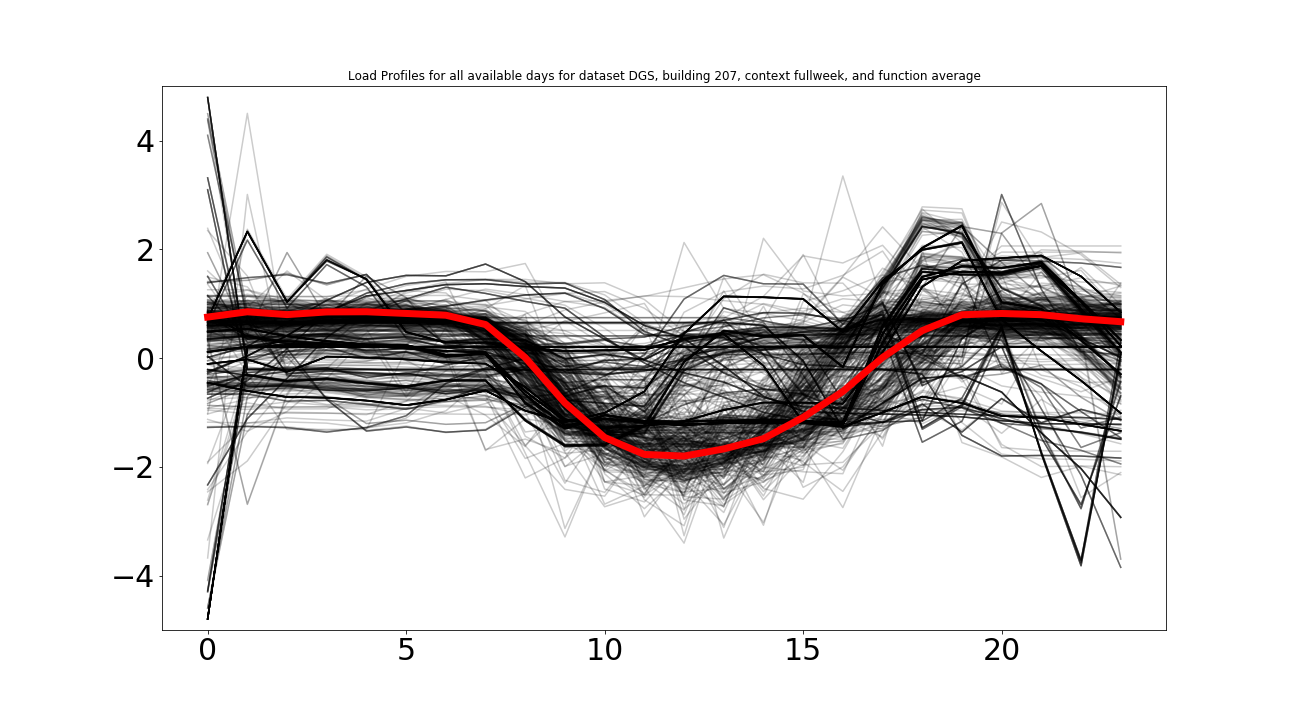 Load Profiles for all available days for dataset DGS, building 207, context fullweek, and function average
4
2
0
−2
−4
0 5 10 15 20